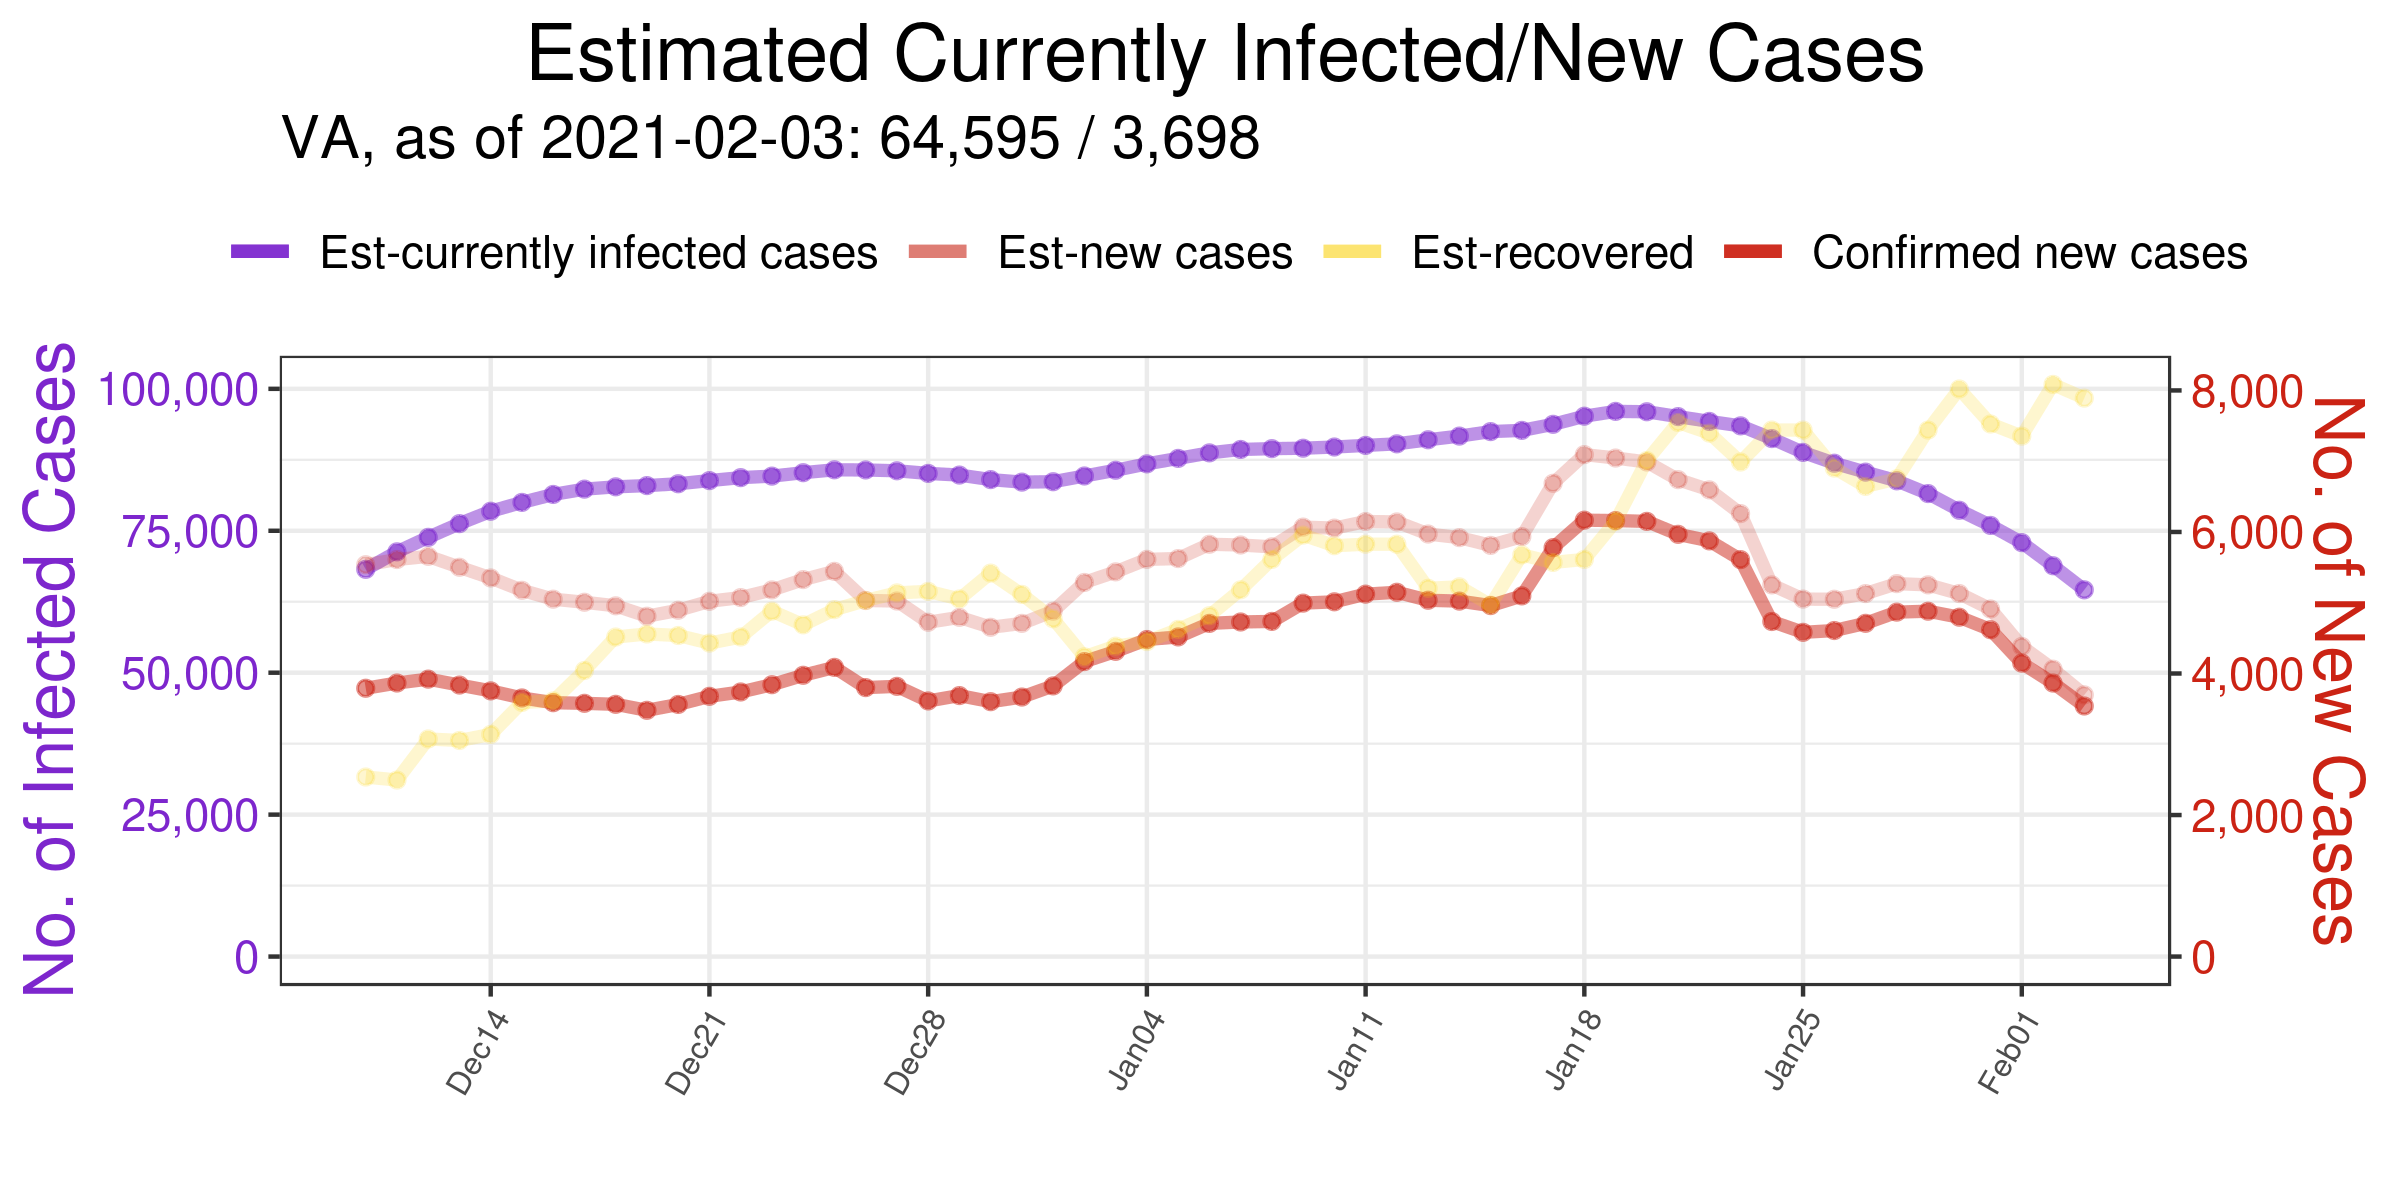 Estimated Currently Infected/New Cases
VA, as of 2021-02-03: 64,595 / 3,698
Est-currently infected cases Est-new cases Est-recovered Confirmed new cases
No. of Infected Cases
100,000
75,000
50,000
25,000
0
8,000
6,000
4,000
2,000
0
No. of New Cases
Dec14 Dec21 Dec28 Jan04 Jan11 Jan18 Jan25 Feb01